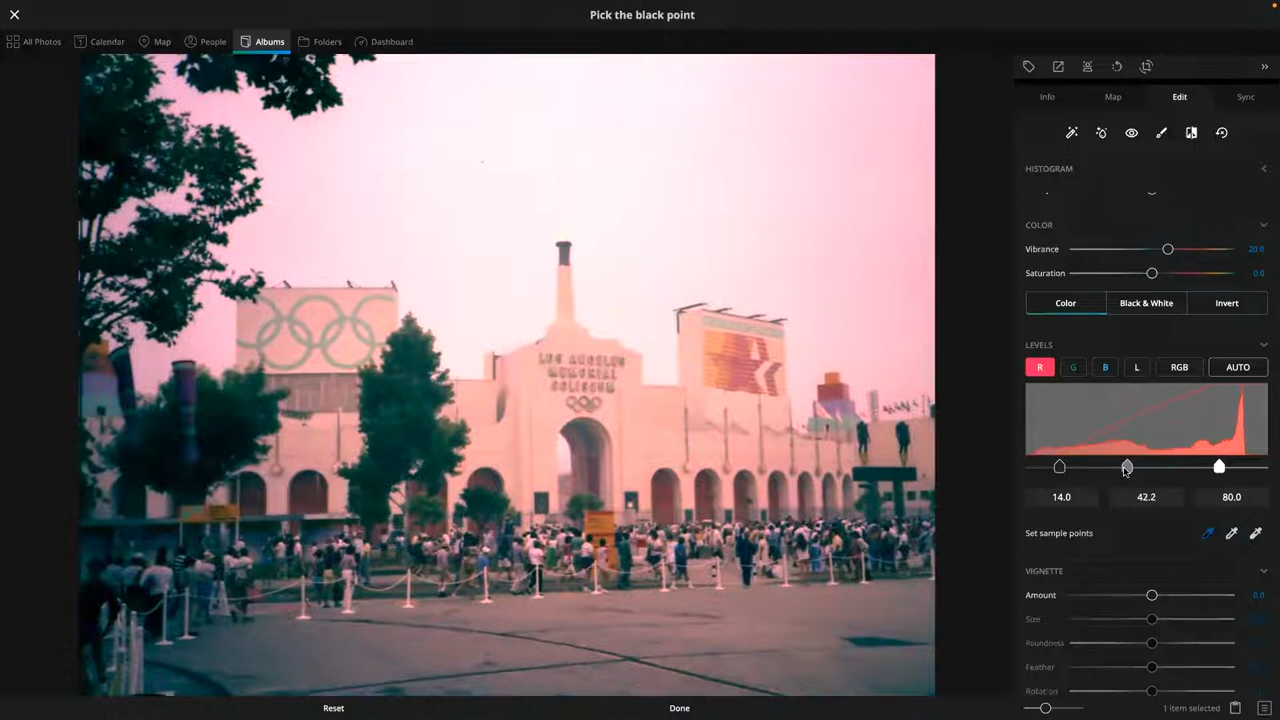 Pick the black point
All Photos Calendar Map People Albums Folders Dashboard
Info Map Edit Sync
HISTOGRAM
COLOR
Vibrance 20.0
Saturation 0.0
Color Black & White Invert
LEVELS
R G B L RGB AUTO
14.0 42.2 80.0
Set sample points
VIGNETTE
Amount 0.0
Size
Roundness
Feather
Rotation
LOS ANGELES
MEMORIAL
COLISEUM
Reset Done 1 item selected